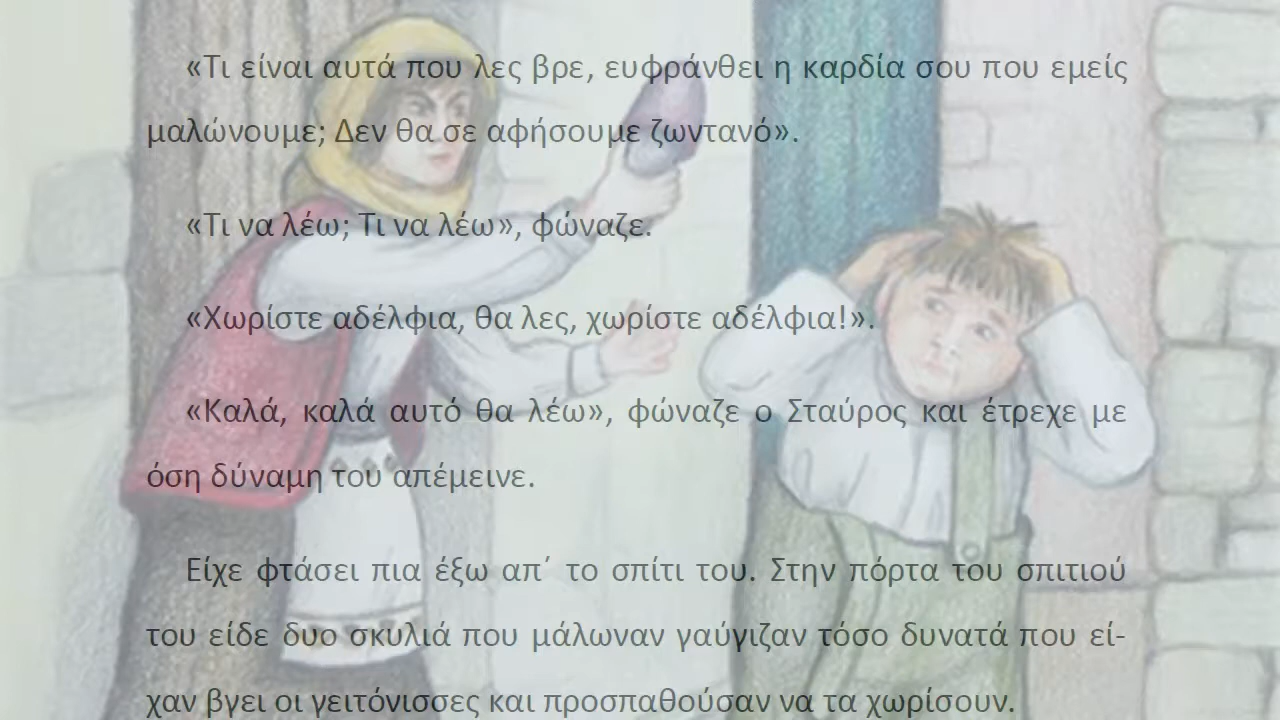 «Τι είναι αυτά που λες βρε, ευφράνθει η καρδία σου που εμείς
μαλώνουμε; Δεν θα σε αφήσουμε ζωντανό».
«Τι να λέω; Τι να λέω», φώναζε.
«Χωρίστε αδέλφια, θα λες, χωρίστε αδέλφια!».
«Καλά, καλά αυτό θα λέω», φώναζε ο Σταύρος και έτρεχε με
όση δύναμη του απέμεινε.
Είχε φτάσει πια έξω απ΄ το σπίτι του. Στην πόρτα του σπιτιού
του είδε δυο σκυλιά που μάλωναν γαύγιζαν τόσο δυνατά που εί-
χαν βγει οι γειτόνισσες και προσπαθούσαν να τα χωρίσουν.